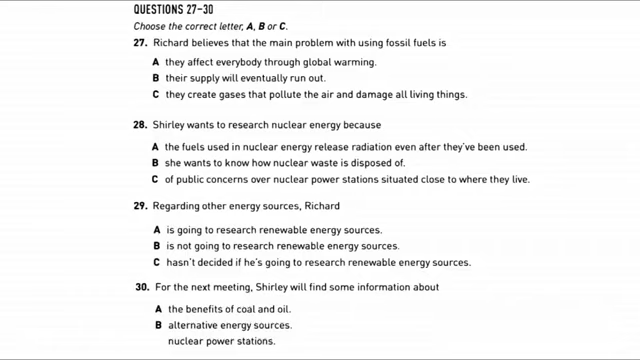 QUESTIONS 27–30
Choose the correct letter, A, B or C.
27. Richard believes that the main problem with using fossil fuels is
A they affect everybody through global warming.
B their supply will eventually run out.
C they create gases that pollute the air and damage all living things.
28. Shirley wants to research nuclear energy because
A the fuels used in nuclear energy release radiation even after they've been used.
B she wants to know how nuclear waste is disposed of.
C of public concerns over nuclear power stations situated close to where they live.
29. Regarding other energy sources, Richard
A is going to research renewable energy sources.
B is not going to research renewable energy sources.
C hasn't decided if he's going to research renewable energy sources.
30. For the next meeting, Shirley will find some information about
A the benefits of coal and oil.
B alternative energy sources.
nuclear power stations.